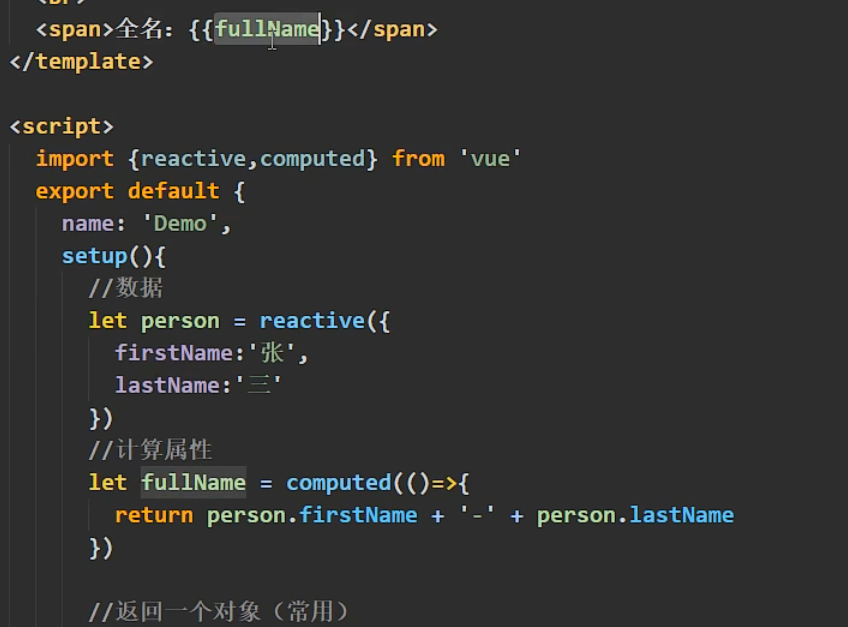 <span>全名：{{fullName}}</span>
</template>
<script>
import {reactive,computed} from 'vue'
export default {
name: 'Demo',
setup(){
//数据
let person = reactive({
firstName:'张',
lastName:'三'
})
//计算属性
let fullName = computed(()=>{
return person.firstName + '-' + person.lastName
})
//返回一个对象（常用）